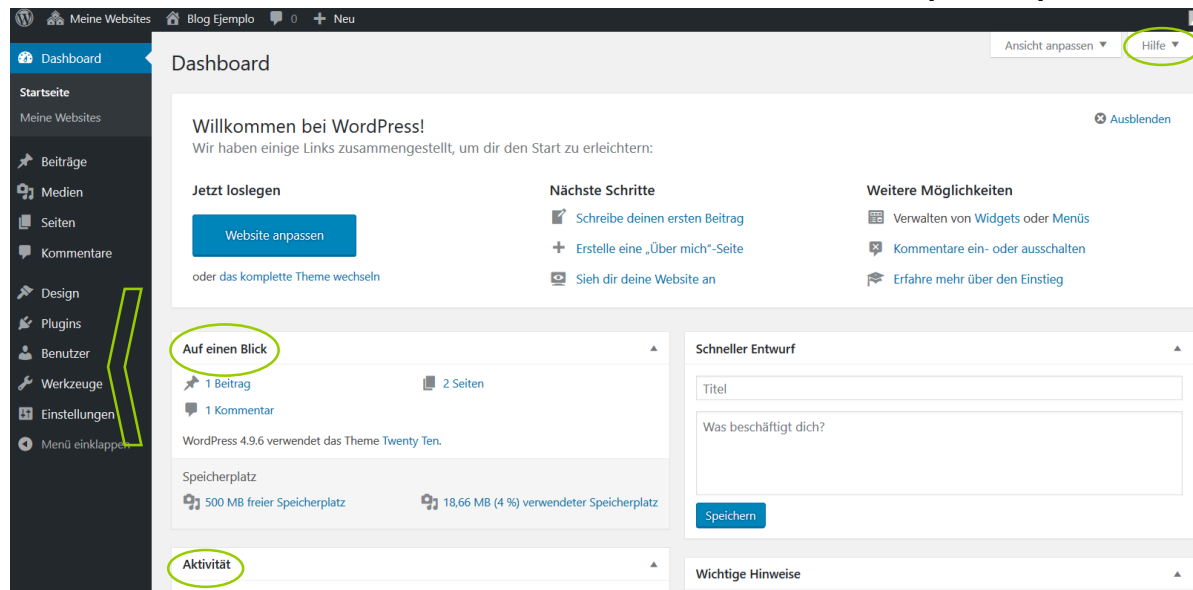 Meine Websites Blog Ejemplo 0 Neu
Ansicht anpassen Hilfe
Dashboard
Startseite
Meine Websites
Beiträge
Medien
Seiten
Kommentare
Design
Plugins
Benutzer
Werkzeuge
Einstellungen
Menü einklappen
Dashboard
Willkommen bei WordPress!
Ausblenden
Wir haben einige Links zusammengestellt, um dir den Start zu erleichtern:
Jetzt loslegen
Website anpassen
oder das komplette Theme wechseln
Nächste Schritte
Schreibe deinen ersten Beitrag
Erstelle eine „Über mich“-Seite
Sieh dir deine Website an
Weitere Möglichkeiten
Verwalten von Widgets oder Menüs
Kommentare ein- oder ausschalten
Erfahre mehr über den Einstieg
Auf einen Blick
1 Beitrag 2 Seiten
1 Kommentar
WordPress 4.9.6 verwendet das Theme Twenty Ten.
Speicherplatz
500 MB freier Speicherplatz 18,66 MB (4 %) verwendeter Speicherplatz
Aktivität
Schneller Entwurf
Titel
Was beschäftigt dich?
Speichern
Wichtige Hinweise